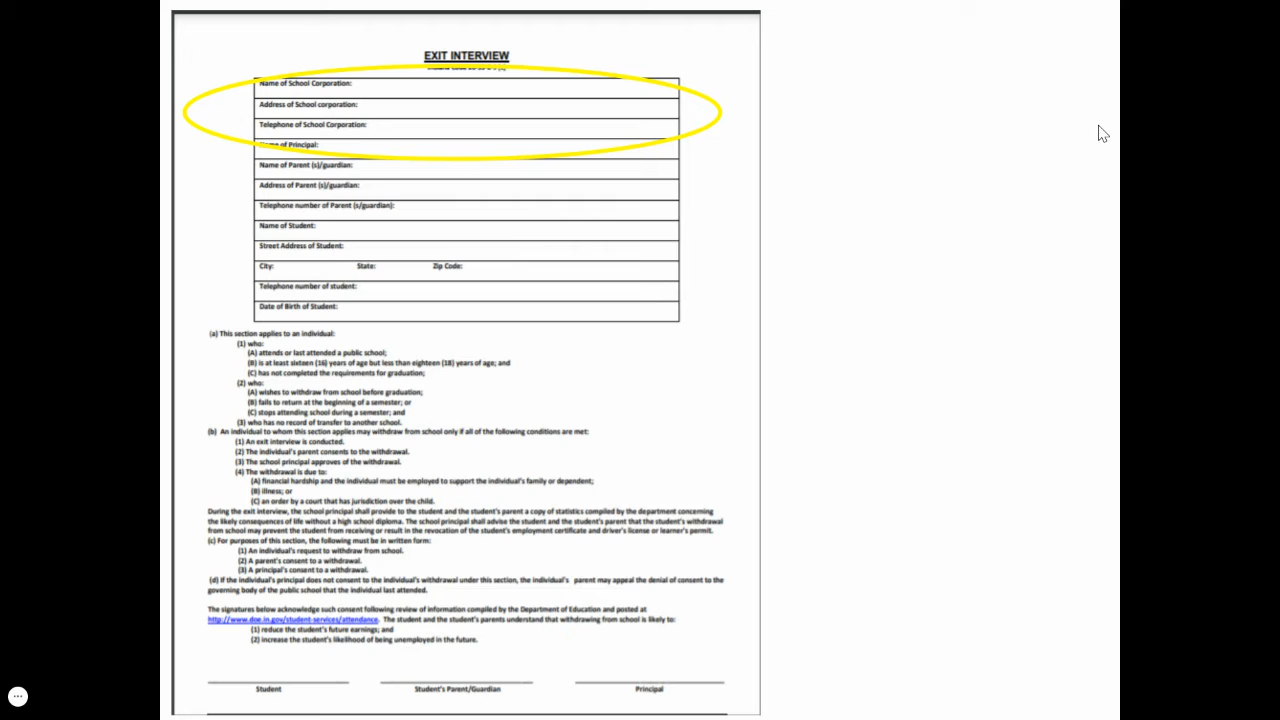 EXIT INTERVIEW
Name of School Corporation:
Address of School corporation:
Telephone of School Corporation:
Name of Principal:
Name of Parent (s)/guardian:
Address of Parent (s)/guardian:
Telephone number of Parent (s/guardian):
Name of Student:
Street Address of Student:
City: State: Zip Code:
Telephone number of student:
Date of Birth of Student:
(a) This section applies to an individual:
(1) who:
(A) attends or last attended a public school;
(B) is at least sixteen (16) years of age but less than eighteen (18) years of age; and
(C) has not completed the requirements for graduation;
(2) who:
(A) wishes to withdraw from school before graduation;
(B) fails to return at the beginning of a semester; or
(C) stops attending school during a semester; and
(3) who has no record of transfer to another school.
(b) An individual to whom this section applies may withdraw from school only if all of the following conditions are met:
(1) An exit interview is conducted.
(2) The individual's parent consents to the withdrawal.
(3) The school principal approves of the withdrawal.
(4) The withdrawal is due to:
(A) financial hardship and the individual must be employed to support the individual's family or dependent;
(B) illness; or
(C) an order by a court that has jurisdiction over the child.
During the exit interview, the school principal shall provide to the student and the student's parent a copy of statistics compiled by the department concerning
the likely consequences of life without a high school diploma. The school principal shall advise the student and the student's parent that the student's withdrawal
from school may prevent the student from receiving or result in the revocation of the student's employment certificate and driver's license or learner's permit.
(c) For purposes of this section, the following must be in written form:
(1) An individual's request to withdraw from school.
(2) A parent's consent to a withdrawal.
(3) A principal's consent to a withdrawal.
(d) If the individual's principal does not consent to the individual's withdrawal under this section, the individual's parent may appeal the denial of consent to the
governing body of the public school that the individual last attended.
The signatures below acknowledge such consent following review of information compiled by the Department of Education and posted at
http://www.doe.in.gov/student-services/attendance. The student and the student's parents understand that withdrawing from school is likely to:
(1) reduce the student's future earnings; and
(2) increase the student's likelihood of being unemployed in the future.
Student Student's Parent/Guardian Principal